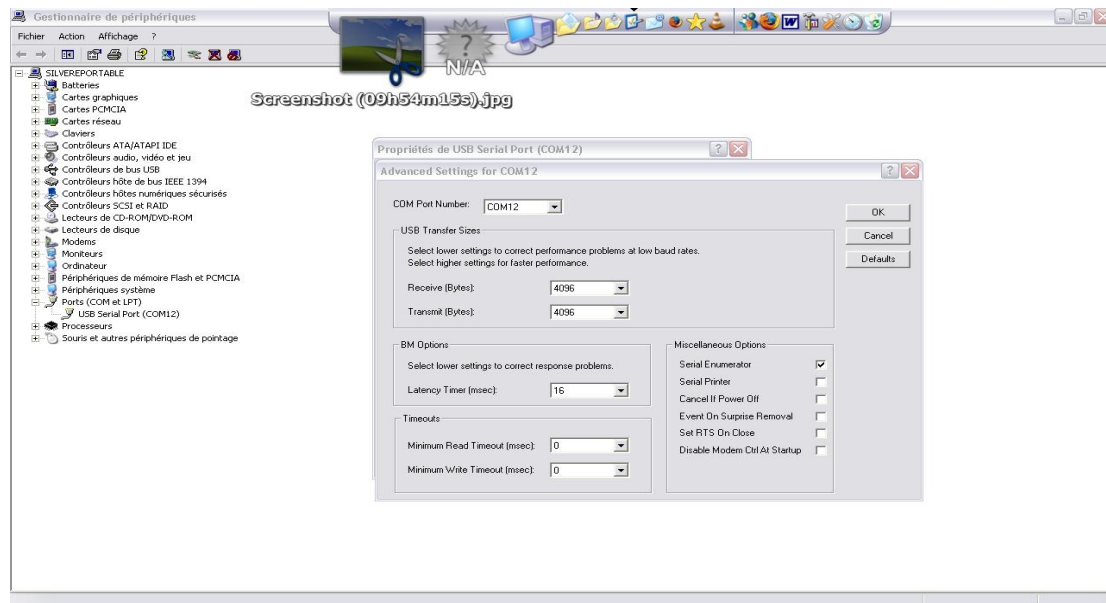 Gestionnaire de périphériques
Fichier Action Affichage ?
N/A
Screenshot (09h54m15s).jpg
SILVEREPORTABLE
Batteries
Cartes graphiques
Cartes PCMCIA
Cartes réseau
Claviers
Contrôleurs ATA/ATAPI IDE
Contrôleurs audio, vidéo et jeu
Contrôleurs de bus USB
Contrôleurs hôte de bus IEEE 1394
Contrôleurs hôtes numériques sécurisés
Contrôleurs SCSI et RAID
Lecteurs de CD-ROM/DVD-ROM
Lecteurs de disque
Modems
Moniteurs
Ordinateur
Périphériques de mémoire Flash et PCMCIA
Périphériques système
Ports (COM et LPT)
USB Serial Port (COM12)
Processeurs
Souris et autres périphériques de pointage
Propriétés de USB Serial Port (COM12)
Advanced Settings for COM12
COM Port Number: COM12
OK
Cancel
Defaults
USB Transfer Sizes
Select lower settings to correct performance problems at low baud rates.
Select higher settings for faster performance.
Receive (Bytes): 4096
Transmit (Bytes): 4096
BM Options
Select lower settings to correct response problems.
Latency Timer (msec): 16
Timeouts
Minimum Read Timeout (msec): 0
Minimum Write Timeout (msec): 0
Miscellaneous Options
Serial Enumerator
Serial Printer
Cancel If Power Off
Event On Surprise Removal
Set RTS On Close
Disable Modem Ctrl At Startup